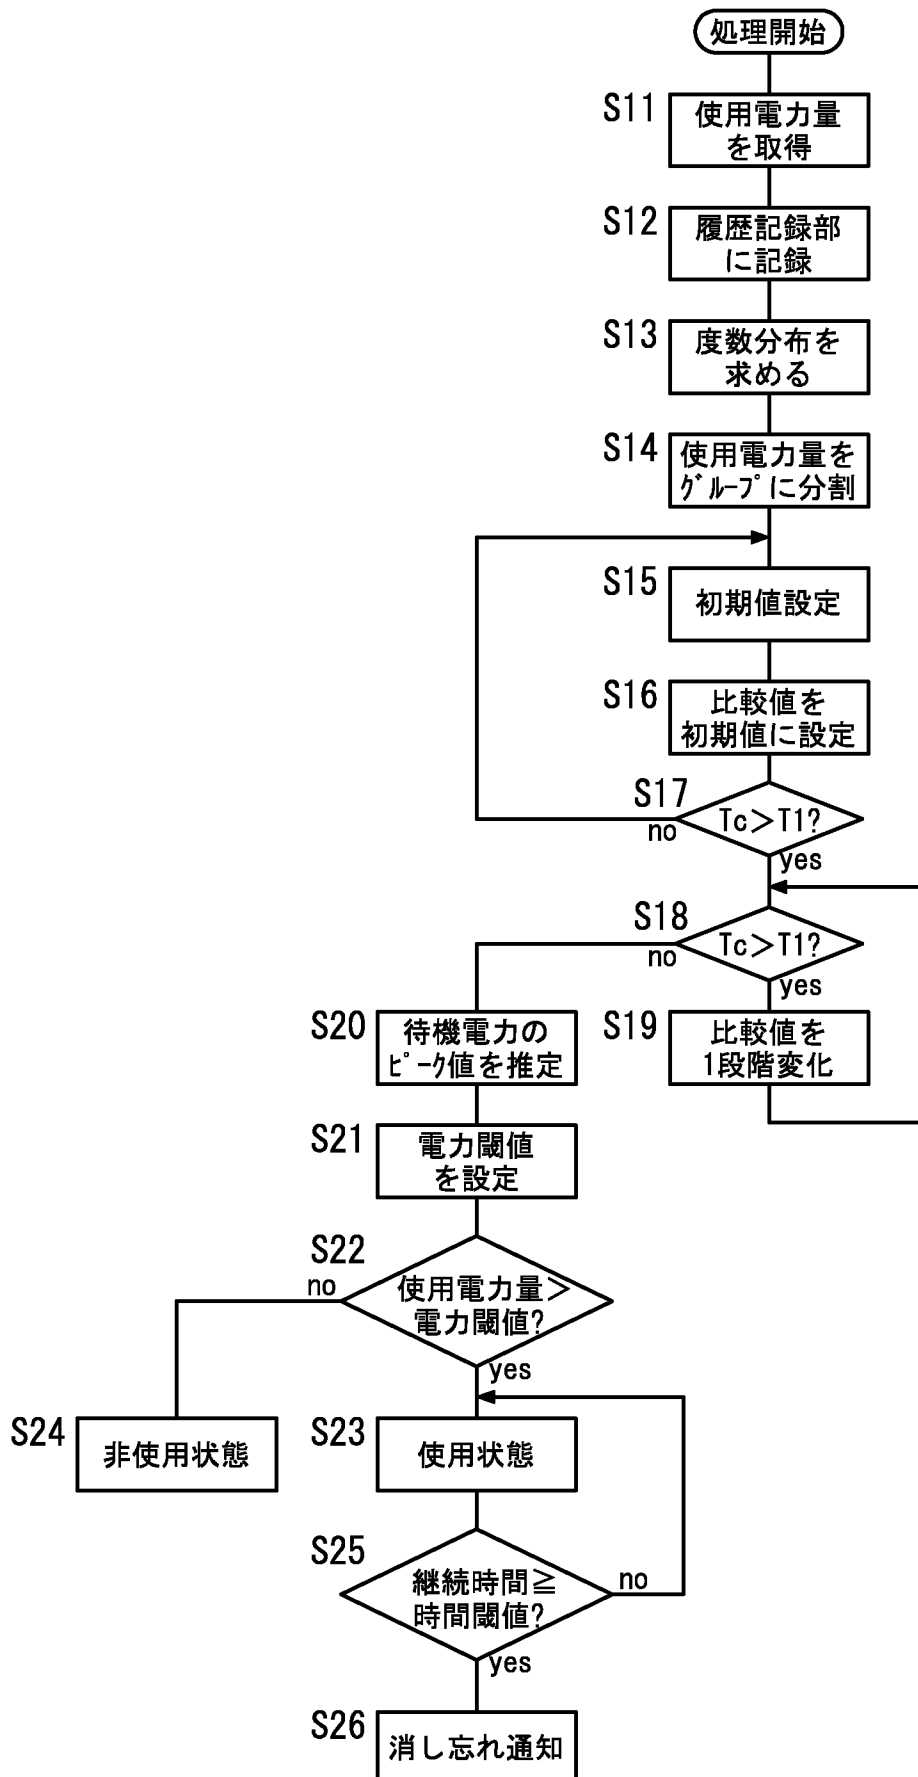 処理開始
S11
使用電力量
を取得
S12
履歴記録部
に記録
S13
度数分布を
求める
S14
使用電力量を
ｸﾞﾙｰﾌﾟに分割
S15
初期値設定
S16
比較値を
初期値に設定
S17
Tc＞T1?
no
yes
S18
Tc＞T1?
no
yes
S20
待機電力の
ﾋﾟｰｸ値を推定
S19
比較値を
1段階変化
S21
電力閾値
を設定
S22
使用電力量＞
電力閾値?
no
yes
S24
非使用状態
S23
使用状態
S25
継続時間≧
時間閾値?
no
yes
S26
消し忘れ通知